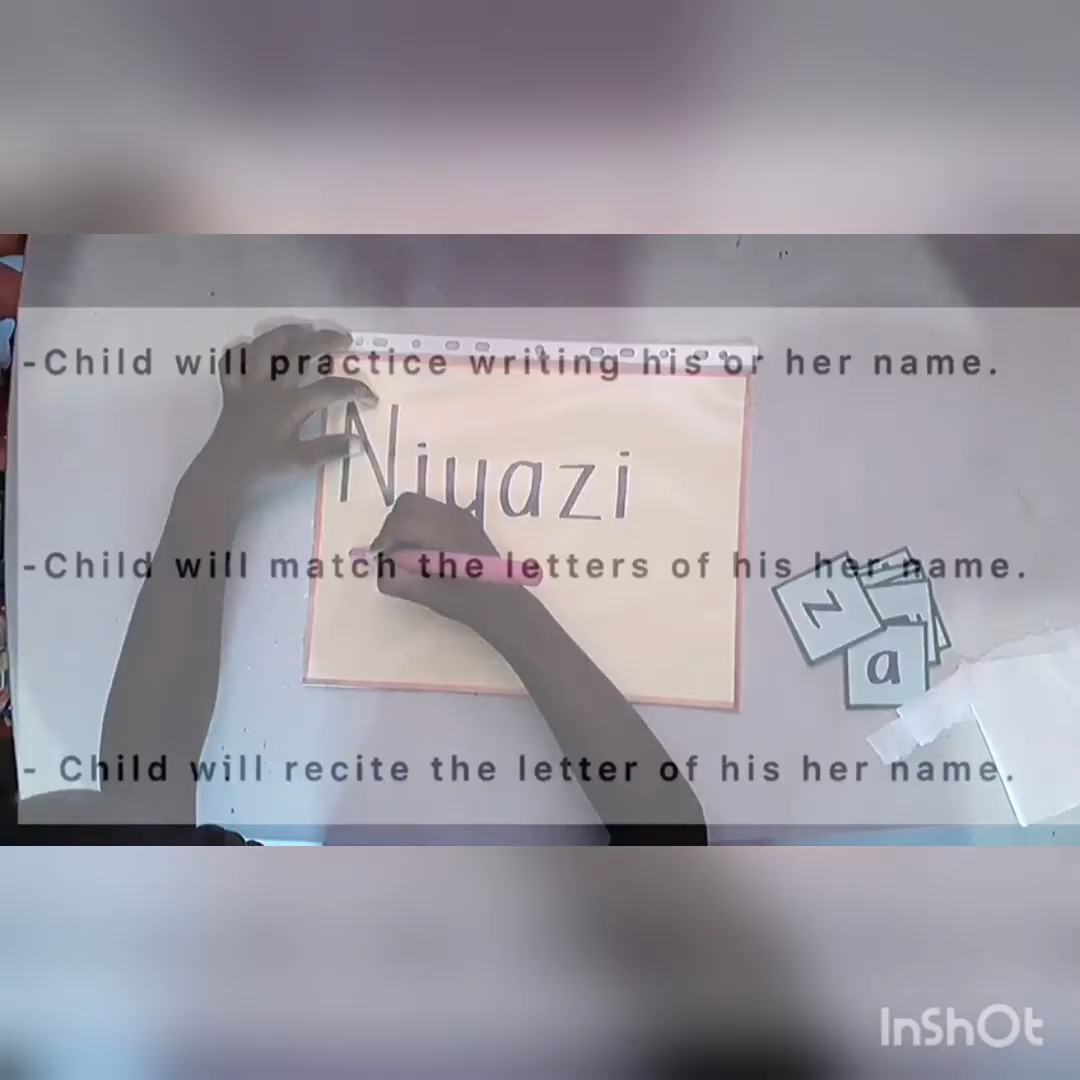 -Child will practice writing his or her name.
Niyazi
-Child will match the letters of his her name.
z
a
- Child will recite the letter of his her name.
InShOt